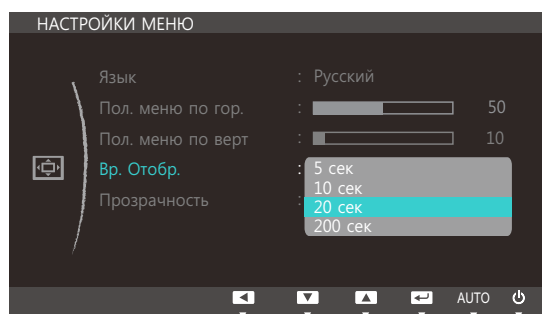 НАСТРОЙКИ МЕНЮ
Язык : Русский
Пол. меню по гор. : 50
Пол. меню по верт : 10
Вр. Отобр. : 5 сек
10 сек
Прозрачность : 20 сек
200 сек
AUTO